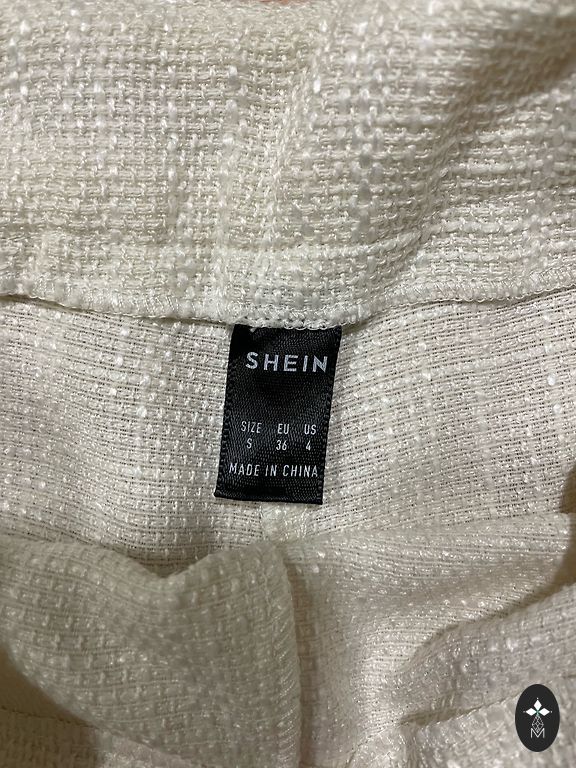 SHEIN
SIZE EU US
S 36 4
MADE IN CHINA
M